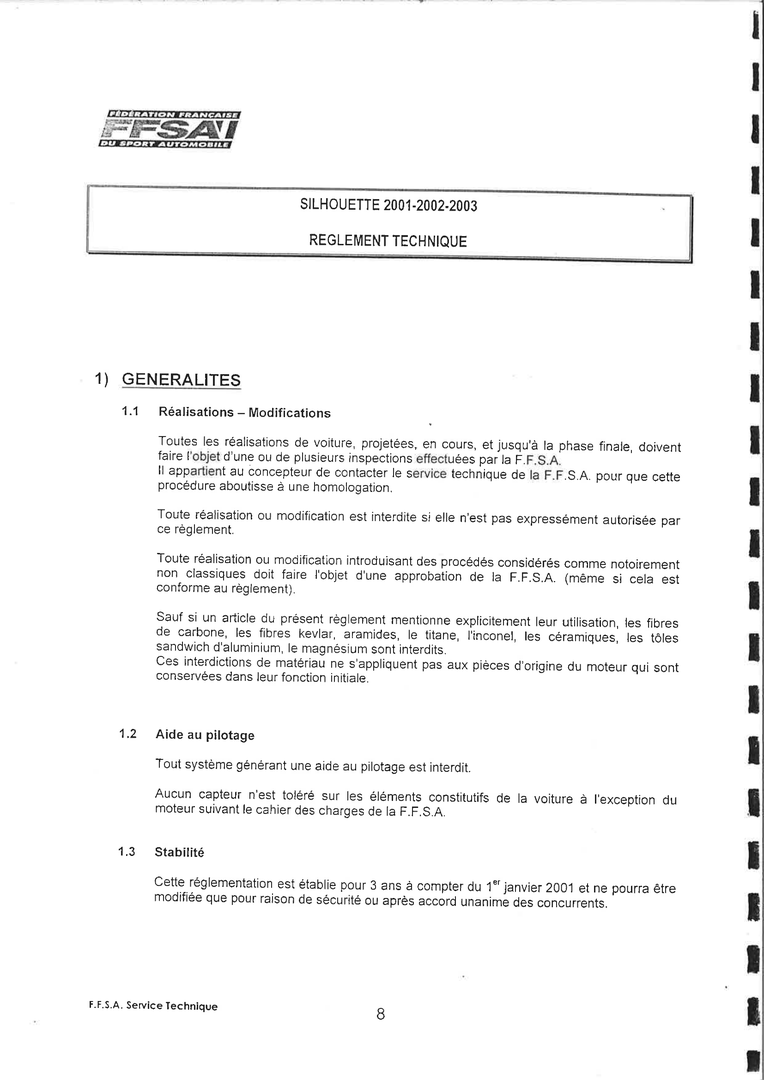 FÉDÉRATION FRANÇAISE
FFSA
DU SPORT AUTOMOBILE
SILHOUETTE 2001-2002-2003
REGLEMENT TECHNIQUE
1) GENERALITES
1.1 Réalisations – Modifications
Toutes les réalisations de voiture, projetées, en cours, et jusqu'à la phase finale, doivent
faire l'objet d'une ou de plusieurs inspections effectuées par la F.F.S.A.
Il appartient au concepteur de contacter le service technique de la F.F.S.A. pour que cette
procédure aboutisse à une homologation.
Toute réalisation ou modification est interdite si elle n'est pas expressément autorisée par
ce règlement.
Toute réalisation ou modification introduisant des procédés considérés comme notoirement
non classiques doit faire l'objet d'une approbation de la F.F.S.A. (même si cela est
conforme au règlement).
Sauf si un article du présent règlement mentionne explicitement leur utilisation, les fibres
de carbone, les fibres kevlar, aramides, le titane, l'inconel, les céramiques, les tôles
sandwich d'aluminium, le magnésium sont interdits.
Ces interdictions de matériau ne s'appliquent pas aux pièces d'origine du moteur qui sont
conservées dans leur fonction initiale.
1.2 Aide au pilotage
Tout système générant une aide au pilotage est interdit.
Aucun capteur n'est toléré sur les éléments constitutifs de la voiture à l'exception du
moteur suivant le cahier des charges de la F.F.S.A.
1.3 Stabilité
Cette réglementation est établie pour 3 ans à compter du 1er janvier 2001 et ne pourra être
modifiée que pour raison de sécurité ou après accord unanime des concurrents.
F.F.S.A. Service Technique
8